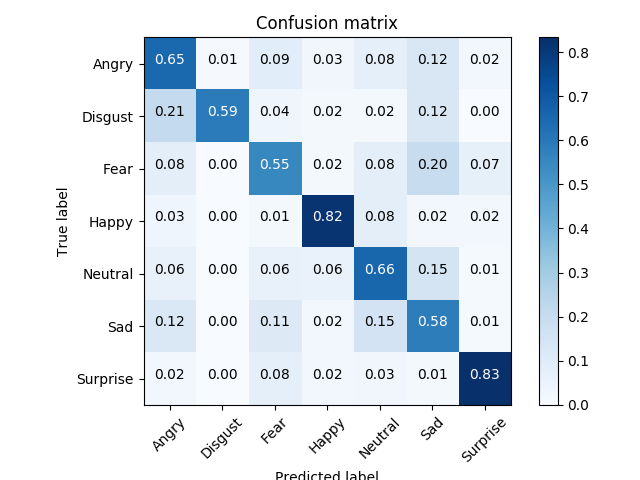 Confusion matrix
True label
Angry 0.65 0.01 0.09 0.03 0.08 0.12 0.02
Disgust 0.21 0.59 0.04 0.02 0.02 0.12 0.00
Fear 0.08 0.00 0.55 0.02 0.08 0.20 0.07
Happy 0.03 0.00 0.01 0.82 0.08 0.02 0.02
Neutral 0.06 0.00 0.06 0.06 0.66 0.15 0.01
Sad 0.12 0.00 0.11 0.02 0.15 0.58 0.01
Surprise 0.02 0.00 0.08 0.02 0.03 0.01 0.83
Angry Disgust Fear Happy Neutral Sad Surprise
Predicted label
0.8
0.7
0.6
0.5
0.4
0.3
0.2
0.1
0.0